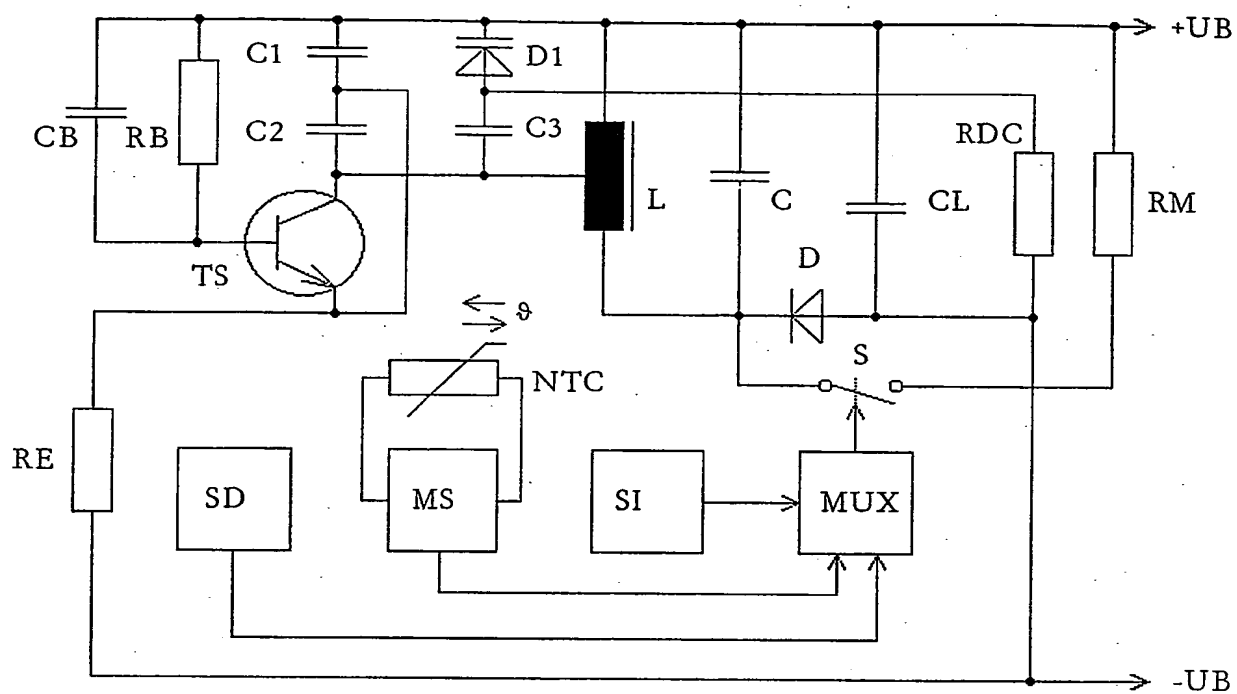 +UB
C1
D1
CB
RB
C2
C3
RDC
L
C
CL
RM
TS
D
ϑ
S
NTC
RE
SD
MS
SI
MUX
-UB